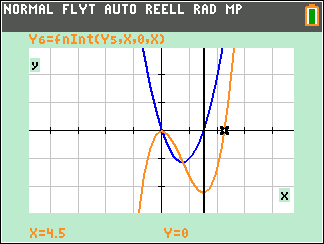 NORMAL FLYT AUTO REELL RAD MP
Y6=fnInt(Y5,X,0,X)
y
x
X=4.5 Y=0